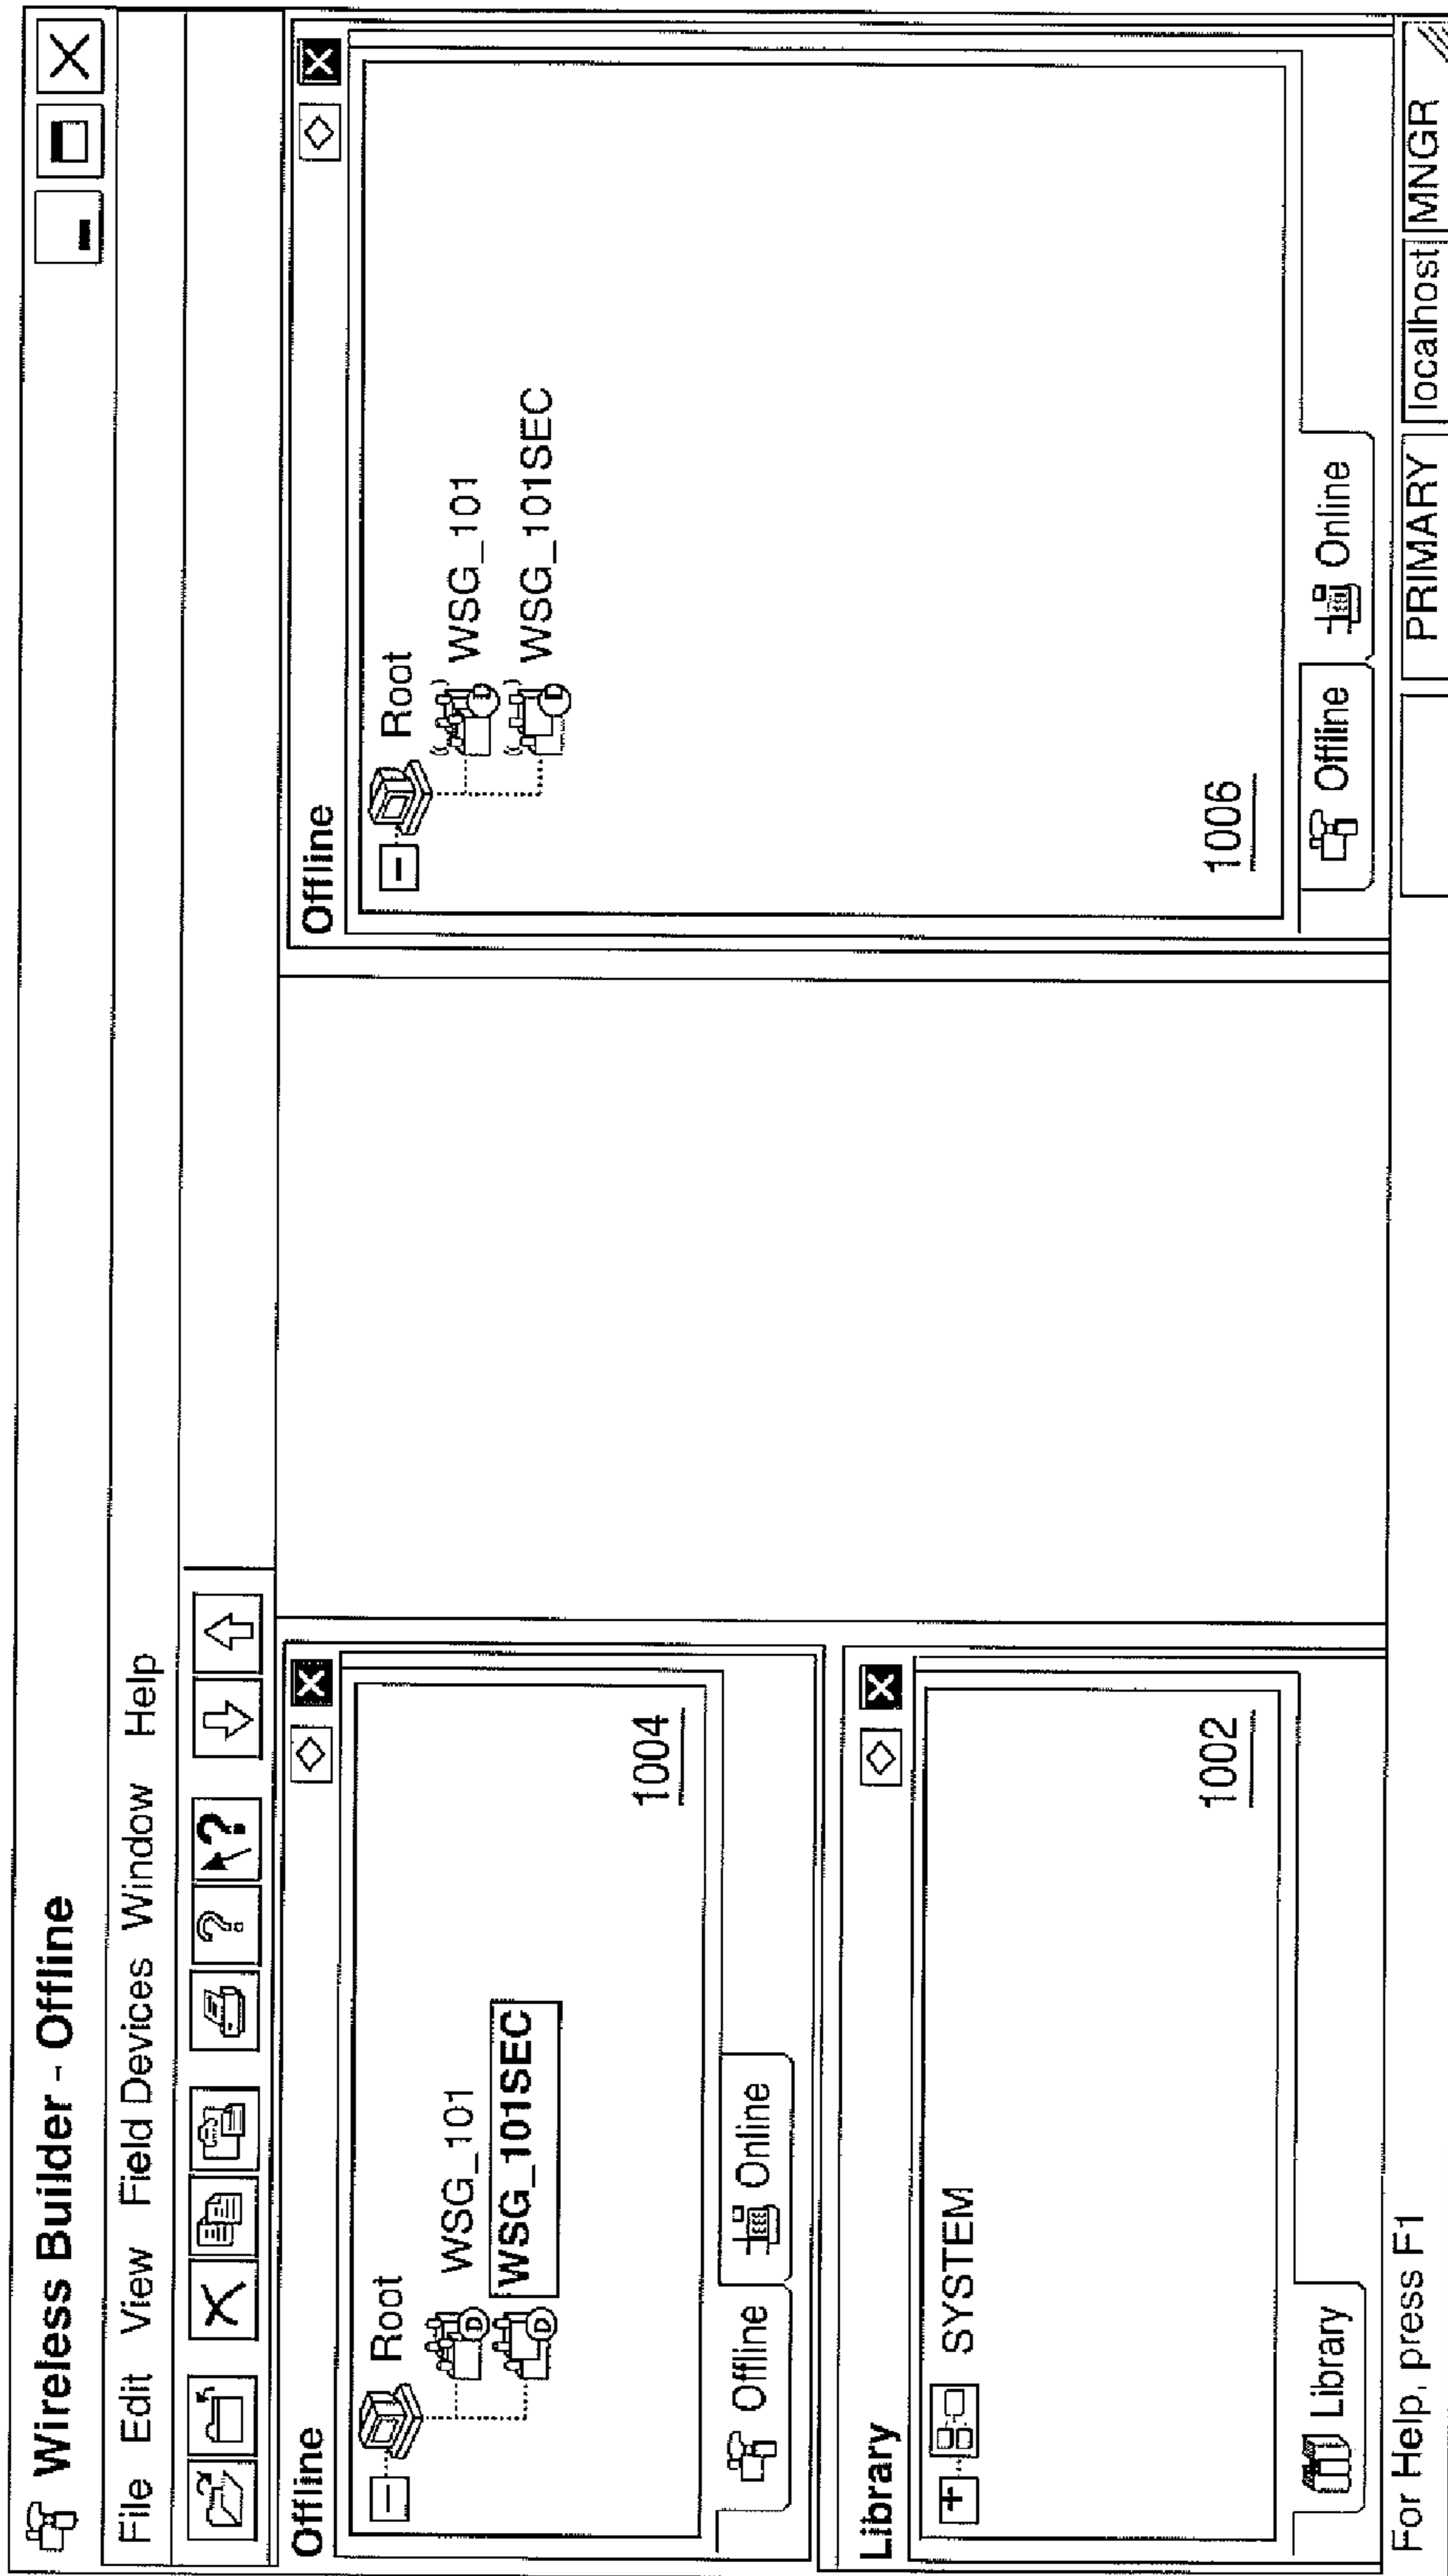 Wireless Builder - Offline
File Edit View Field Devices Window Help
Offline
Root
WSG_101
WSG_101SEC
1004
Offline Online
Library
SYSTEM
1002
Library
Offline
Root
WSG_101
WSG_101SEC
1006
Offline Online
For Help, press F1
PRIMARY localhost MNGR